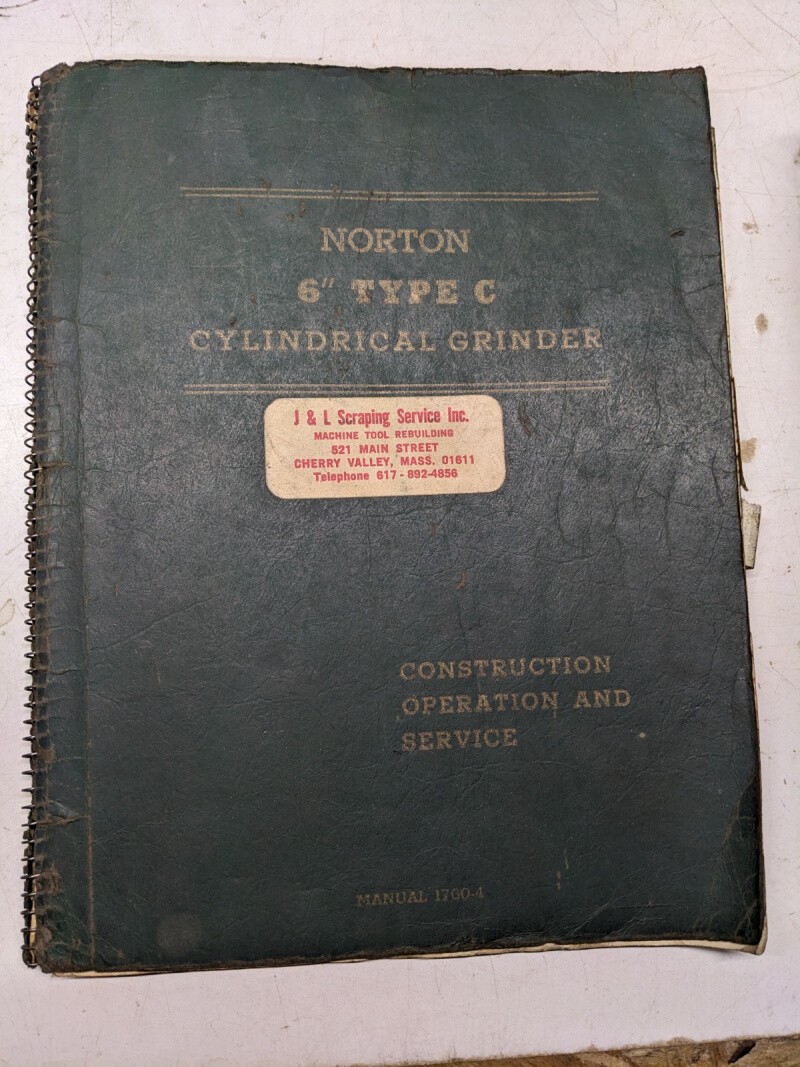 NORTON
6" TYPE C
CYLINDRICAL GRINDER
J & L Scraping Service Inc.
MACHINE TOOL REBUILDING
521 MAIN STREET
CHERRY VALLEY, MASS. 01611
Telephone 617-892-4856
CONSTRUCTION
OPERATION AND
SERVICE
MANUAL 1760-4